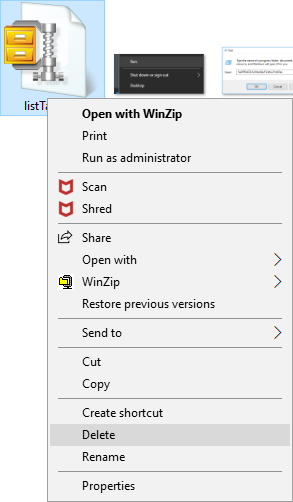 listTa
Run
Shut down or sign out
Desktop
Open with WinZip
Print
Run as administrator
Scan
Shred
Share
Open with
WinZip
Restore previous versions
Send to
Cut
Copy
Create shortcut
Delete
Rename
Properties